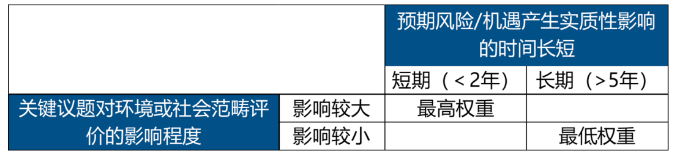 预期风险/机遇产生实质性影响
的时间长短
短期（<2年） 长期（>5年）
关键议题对环境或社会范畴评
价的影响程度
影响较大 最高权重
影响较小 最低权重